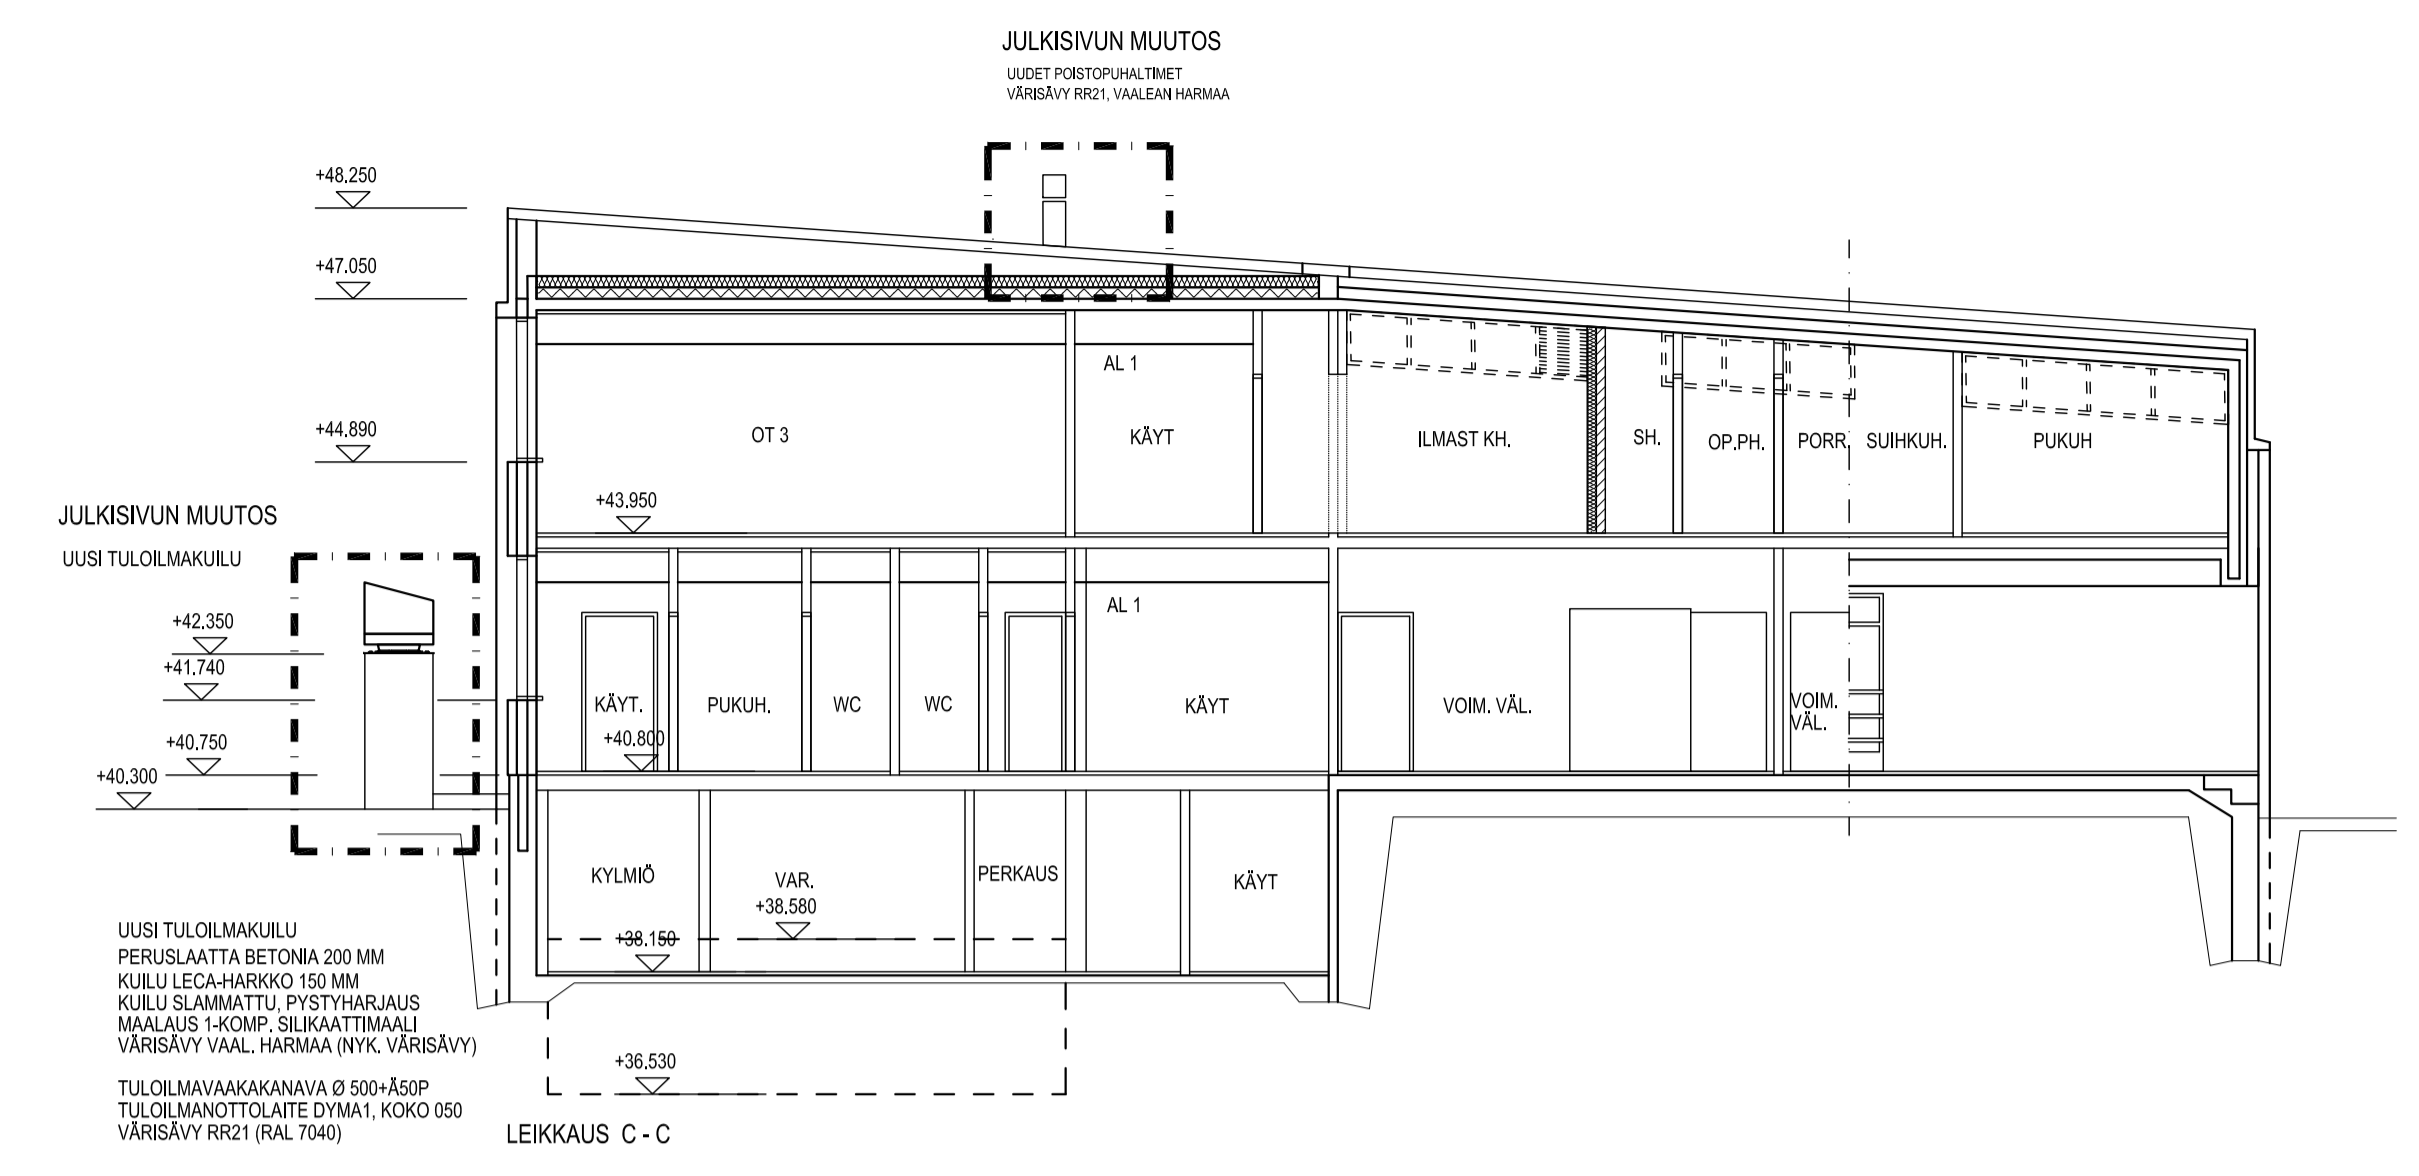 JULKISIVUN MUUTOS
UUDET POISTOPUHALTIMET
VÄRISÄVY RR21, VAALEAN HARMAA
+48.250
+47.050
+44.890
+43.950
OT 3
AL 1
KÄYT
ILMAST KH.
SH.
OP.PH.
PORR.
SUIHKUH.
PUKUH
JULKISIVUN MUUTOS
UUSI TULOILMAKUILU
+42.350
+41.740
+40.750
+40.300
AL 1
KÄYT.
PUKUH.
WC
WC
KÄYT
VOIM. VÄL.
VOIM.
VÄL.
+40.800
KYLMIÖ
VAR.
PERKAUS
KÄYT
+38.580
+38.150
+36.530
UUSI TULOILMAKUILU
PERUSLAATTA BETONIA 200 MM
KUILU LECA-HARKKO 150 MM
KUILU SLAMMATTU, PYSTYHARJAUS
MAALAUS 1-KOMP. SILIKAATTIMAALI
VÄRISÄVY VAAL. HARMAA (NYK. VÄRISÄVY)
TULOILMAVAAKAKANAVA Ø 500+Ä50P
TULOILMANOTTOLAITE DYMA1, KOKO 050
VÄRISÄVY RR21 (RAL 7040)
LEIKKAUS C - C